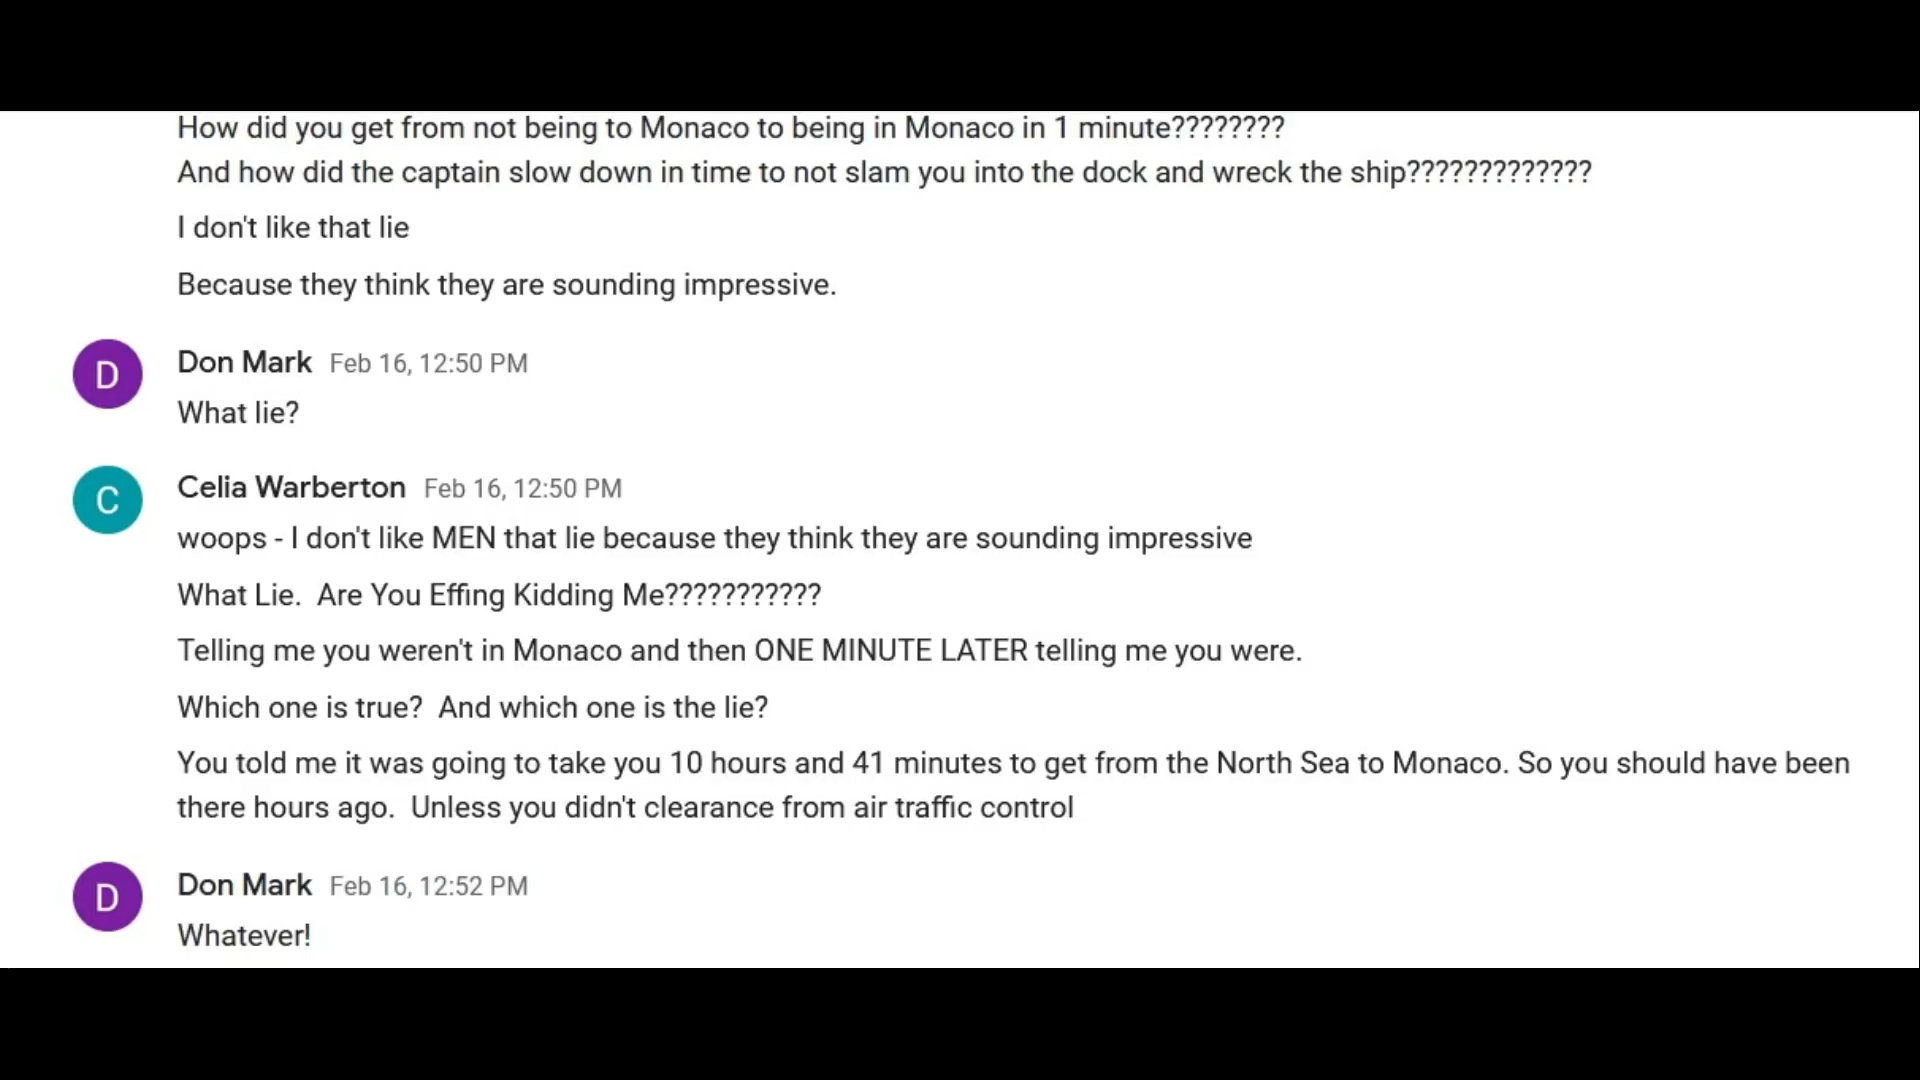 How did you get from not being to Monaco to being in Monaco in 1 minute????????
And how did the captain slow down in time to not slam you into the dock and wreck the ship?????????????
I don't like that lie
Because they think they are sounding impressive.
D
Don Mark Feb 16, 12:50 PM
What lie?
C
Celia Warberton Feb 16, 12:50 PM
woops - I don't like MEN that lie because they think they are sounding impressive
What Lie.  Are You Effing Kidding Me???????????
Telling me you weren't in Monaco and then ONE MINUTE LATER telling me you were.
Which one is true?  And which one is the lie?
You told me it was going to take you 10 hours and 41 minutes to get from the North Sea to Monaco. So you should have been
there hours ago.  Unless you didn't clearance from air traffic control
D
Don Mark Feb 16, 12:52 PM
Whatever!